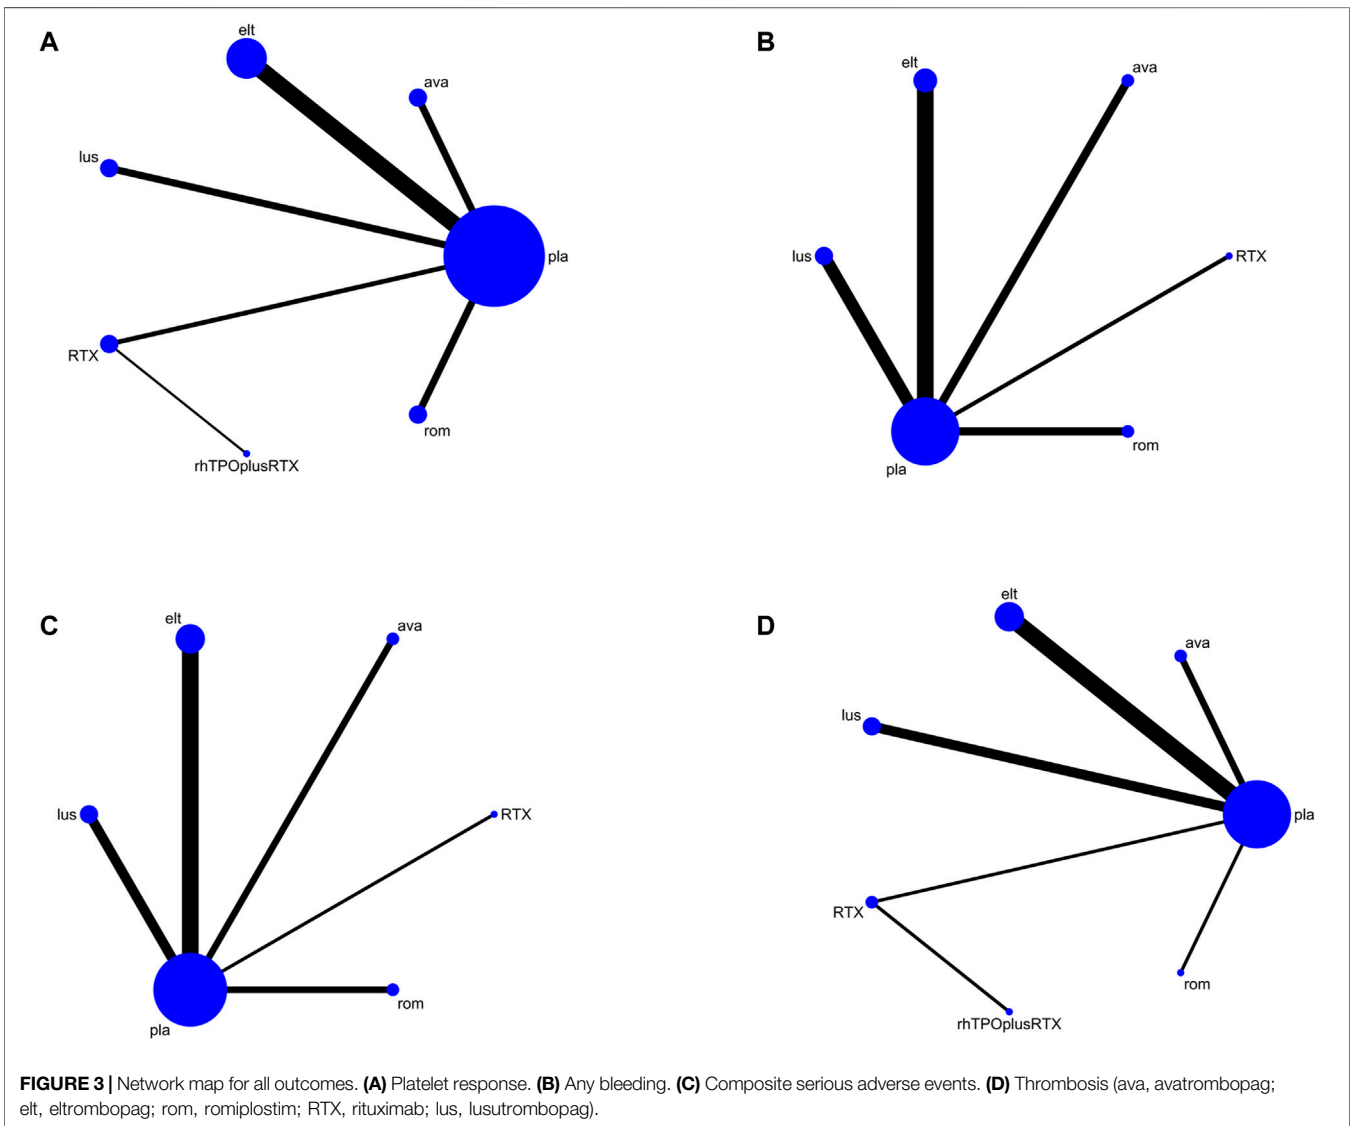 A
elt
ava
lus
pla
RTX
rom
rhTPOplusRTX
B
elt
ava
lus
RTX
pla
rom
C
elt
ava
lus
RTX
pla
rom
D
elt
ava
lus
pla
RTX
rom
rhTPOplusRTX
FIGURE 3 | Network map for all outcomes. (A) Platelet response. (B) Any bleeding. (C) Composite serious adverse events. (D) Thrombosis (ava, avatrombopag;
elt, eltrombopag; rom, romiplostim; RTX, rituximab; lus, lusutrombopag).